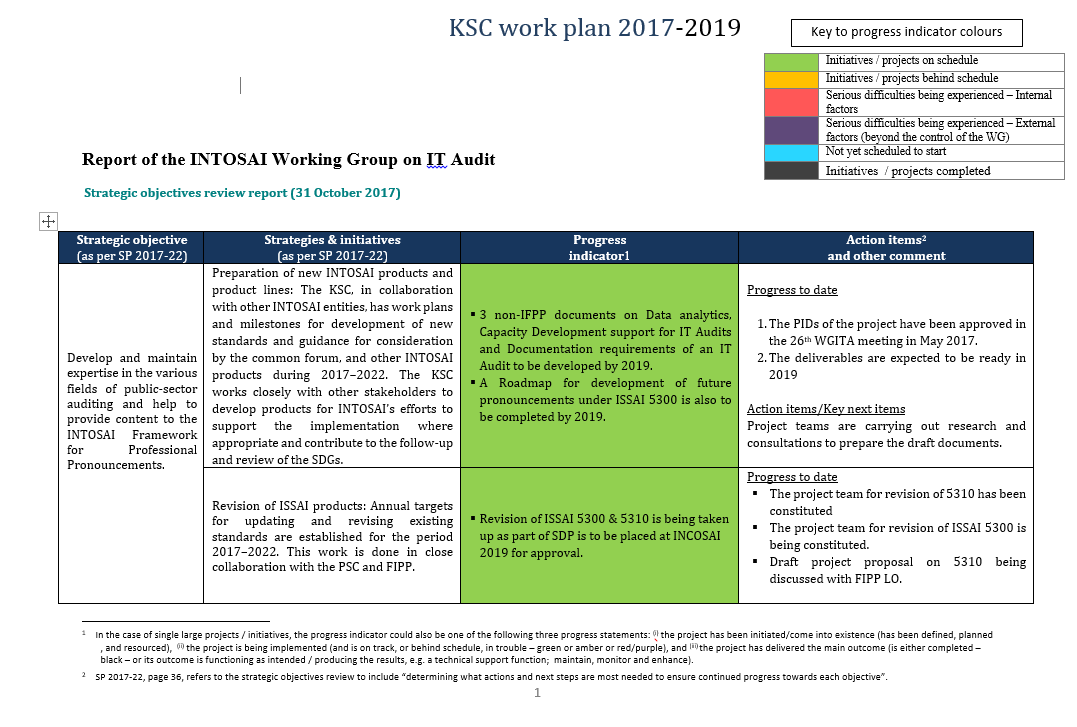 KSC work plan 2017-2019
Key to progress indicator colours
Initiatives / projects on schedule
Initiatives / projects behind schedule
Serious difficulties being experienced – Internal
factors
Serious difficulties being experienced – External
factors (beyond the control of the WG)
Not yet scheduled to start
Initiatives / projects completed
Report of the INTOSAI Working Group on IT Audit
Strategic objectives review report (31 October 2017)
Strategic objective
(as per SP 2017-22)
Strategies & initiatives
(as per SP 2017-22)
Progress
indicator1
Action items2
and other comment
Develop and maintain
expertise in the various
fields of public-sector
auditing and help to
provide content to the
INTOSAI Framework
for Professional
Pronouncements.
Preparation of new INTOSAI products and
product lines: The KSC, in collaboration
with other INTOSAI entities, has work plans
and milestones for development of new
standards and guidance for consideration
by the common forum, and other INTOSAI
products during 2017–2022. The KSC
works closely with other stakeholders to
develop products for INTOSAI's efforts to
support the implementation where
appropriate and contribute to the follow-up
and review of the SDGs.
▪ 3 non-IFPP documents on Data analytics,
Capacity Development support for IT Audits
and Documentation requirements of an IT
Audit to be developed by 2019.
▪ A Roadmap for development of future
pronouncements under ISSAI 5300 is also to
be completed by 2019.
Progress to date
1. The PIDs of the project have been approved in
the 26th WGITA meeting in May 2017.
2. The deliverables are expected to be ready in
2019
Action items/Key next items
Project teams are carrying out research and
consultations to prepare the draft documents.
Revision of ISSAI products: Annual targets
for updating and revising existing
standards are established for the period
2017–2022. This work is done in close
collaboration with the PSC and FIPP.
▪ Revision of ISSAI 5300 & 5310 is being taken
up as part of SDP is to be placed at INCOSAI
2019 for approval.
Progress to date
▪ The project team for revision of 5310 has been
constituted
▪ The project team for revision of ISSAI 5300 is
being constituted.
▪ Draft project proposal on 5310 being
discussed with FIPP LO.
1 In the case of single large projects / initiatives, the progress indicator could also be one of the following three progress statements: (i) the project has been initiated/come into existence (has been defined, planned
, and resourced), (ii) the project is being implemented (and is on track, or behind schedule, in trouble – green or amber or red/purple), and (iii) the project has delivered the main outcome (is either completed –
black – or its outcome is functioning as intended / producing the results, e.g. a technical support function; maintain, monitor and enhance).
2 SP 2017-22, page 36, refers to the strategic objectives review to include "determining what actions and next steps are most needed to ensure continued progress towards each objective".
1